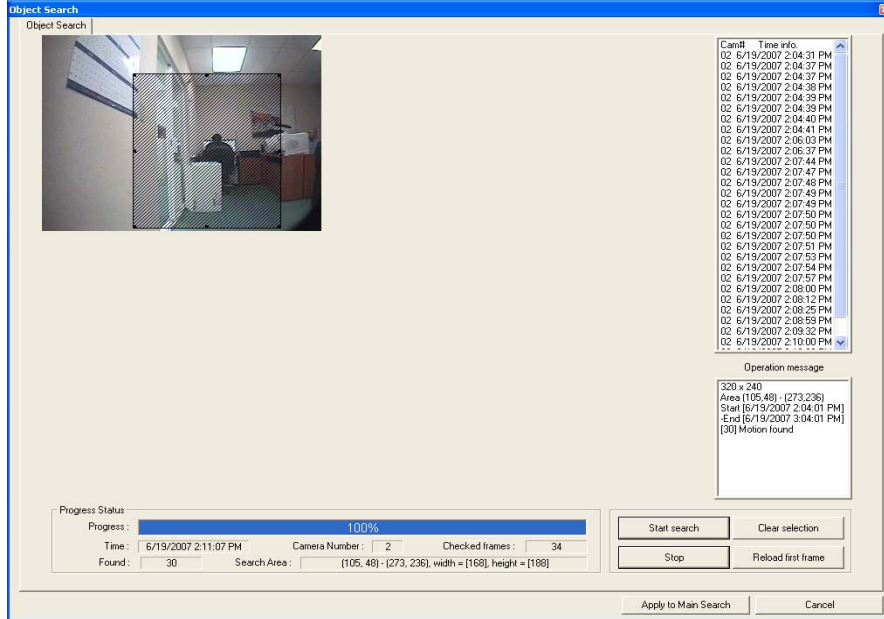 Object Search
Object Search
Cam# Time info.
02 6/19/2007 2:04:31 PM
02 6/19/2007 2:04:37 PM
02 6/19/2007 2:04:37 PM
02 6/19/2007 2:04:38 PM
02 6/19/2007 2:04:39 PM
02 6/19/2007 2:04:39 PM
02 6/19/2007 2:04:40 PM
02 6/19/2007 2:04:41 PM
02 6/19/2007 2:06:03 PM
02 6/19/2007 2:06:37 PM
02 6/19/2007 2:07:44 PM
02 6/19/2007 2:07:47 PM
02 6/19/2007 2:07:48 PM
02 6/19/2007 2:07:49 PM
02 6/19/2007 2:07:49 PM
02 6/19/2007 2:07:50 PM
02 6/19/2007 2:07:50 PM
02 6/19/2007 2:07:50 PM
02 6/19/2007 2:07:51 PM
02 6/19/2007 2:07:53 PM
02 6/19/2007 2:07:54 PM
02 6/19/2007 2:07:57 PM
02 6/19/2007 2:08:00 PM
02 6/19/2007 2:08:12 PM
02 6/19/2007 2:08:25 PM
02 6/19/2007 2:08:59 PM
02 6/19/2007 2:09:32 PM
02 6/19/2007 2:10:00 PM
Operation message
320 x 240
Area (105,48) - (273,236)
Start [6/19/2007 2:04:01 PM]
-End [6/19/2007 3:04:01 PM]
[30] Motion found
Progress Status
Progress : 100%
Time : 6/19/2007 2:11:07 PM Camera Number : 2 Checked frames : 34
Found : 30 Search Area : (105, 48) - (273, 236), width = [168], height = [188]
Start search Clear selection
Stop Reload first frame
Apply to Main Search Cancel